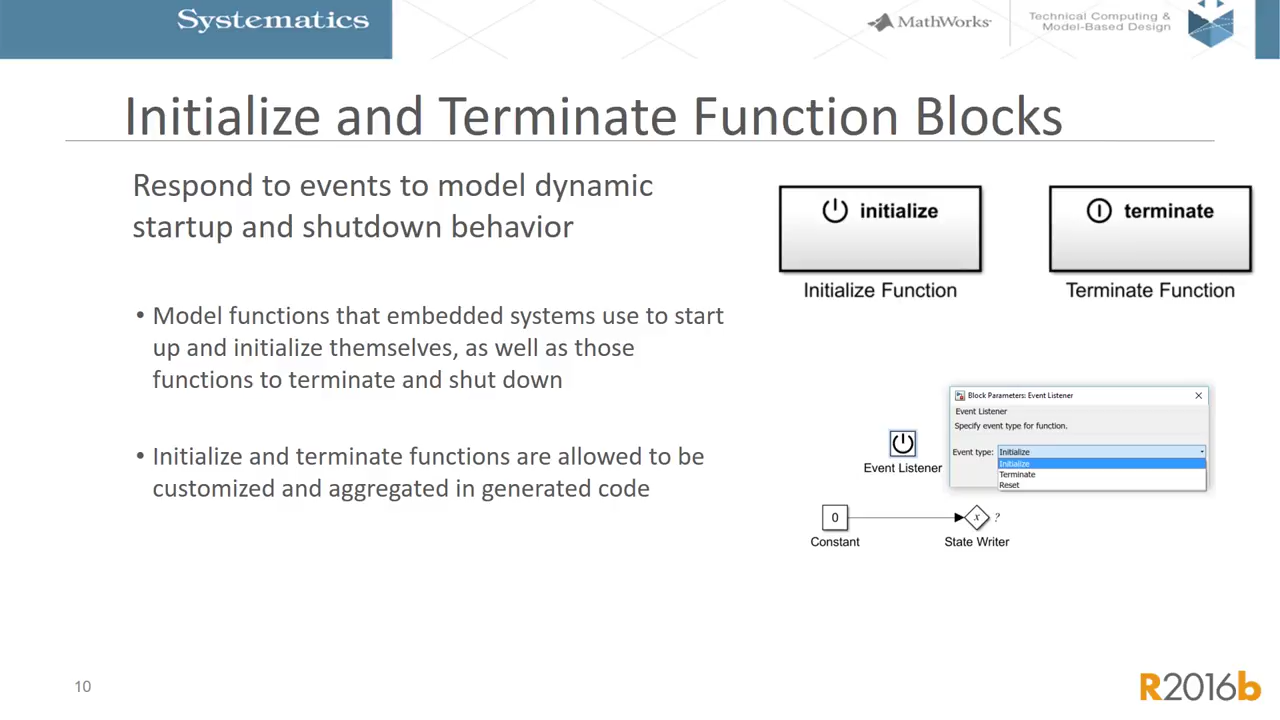 Systematics
MathWorks
Technical Computing &
Model-Based Design
Initialize and Terminate Function Blocks
Respond to events to model dynamic
startup and shutdown behavior
• Model functions that embedded systems use to start
up and initialize themselves, as well as those
functions to terminate and shut down
• Initialize and terminate functions are allowed to be
customized and aggregated in generated code
initialize
Initialize Function
terminate
Terminate Function
Event Listener
Block Parameters: Event Listener
Event Listener
Specify event type for function.
Event type: Initialize
Initialize
Terminate
Reset
0
Constant
x ?
State Writer
10
R2016b